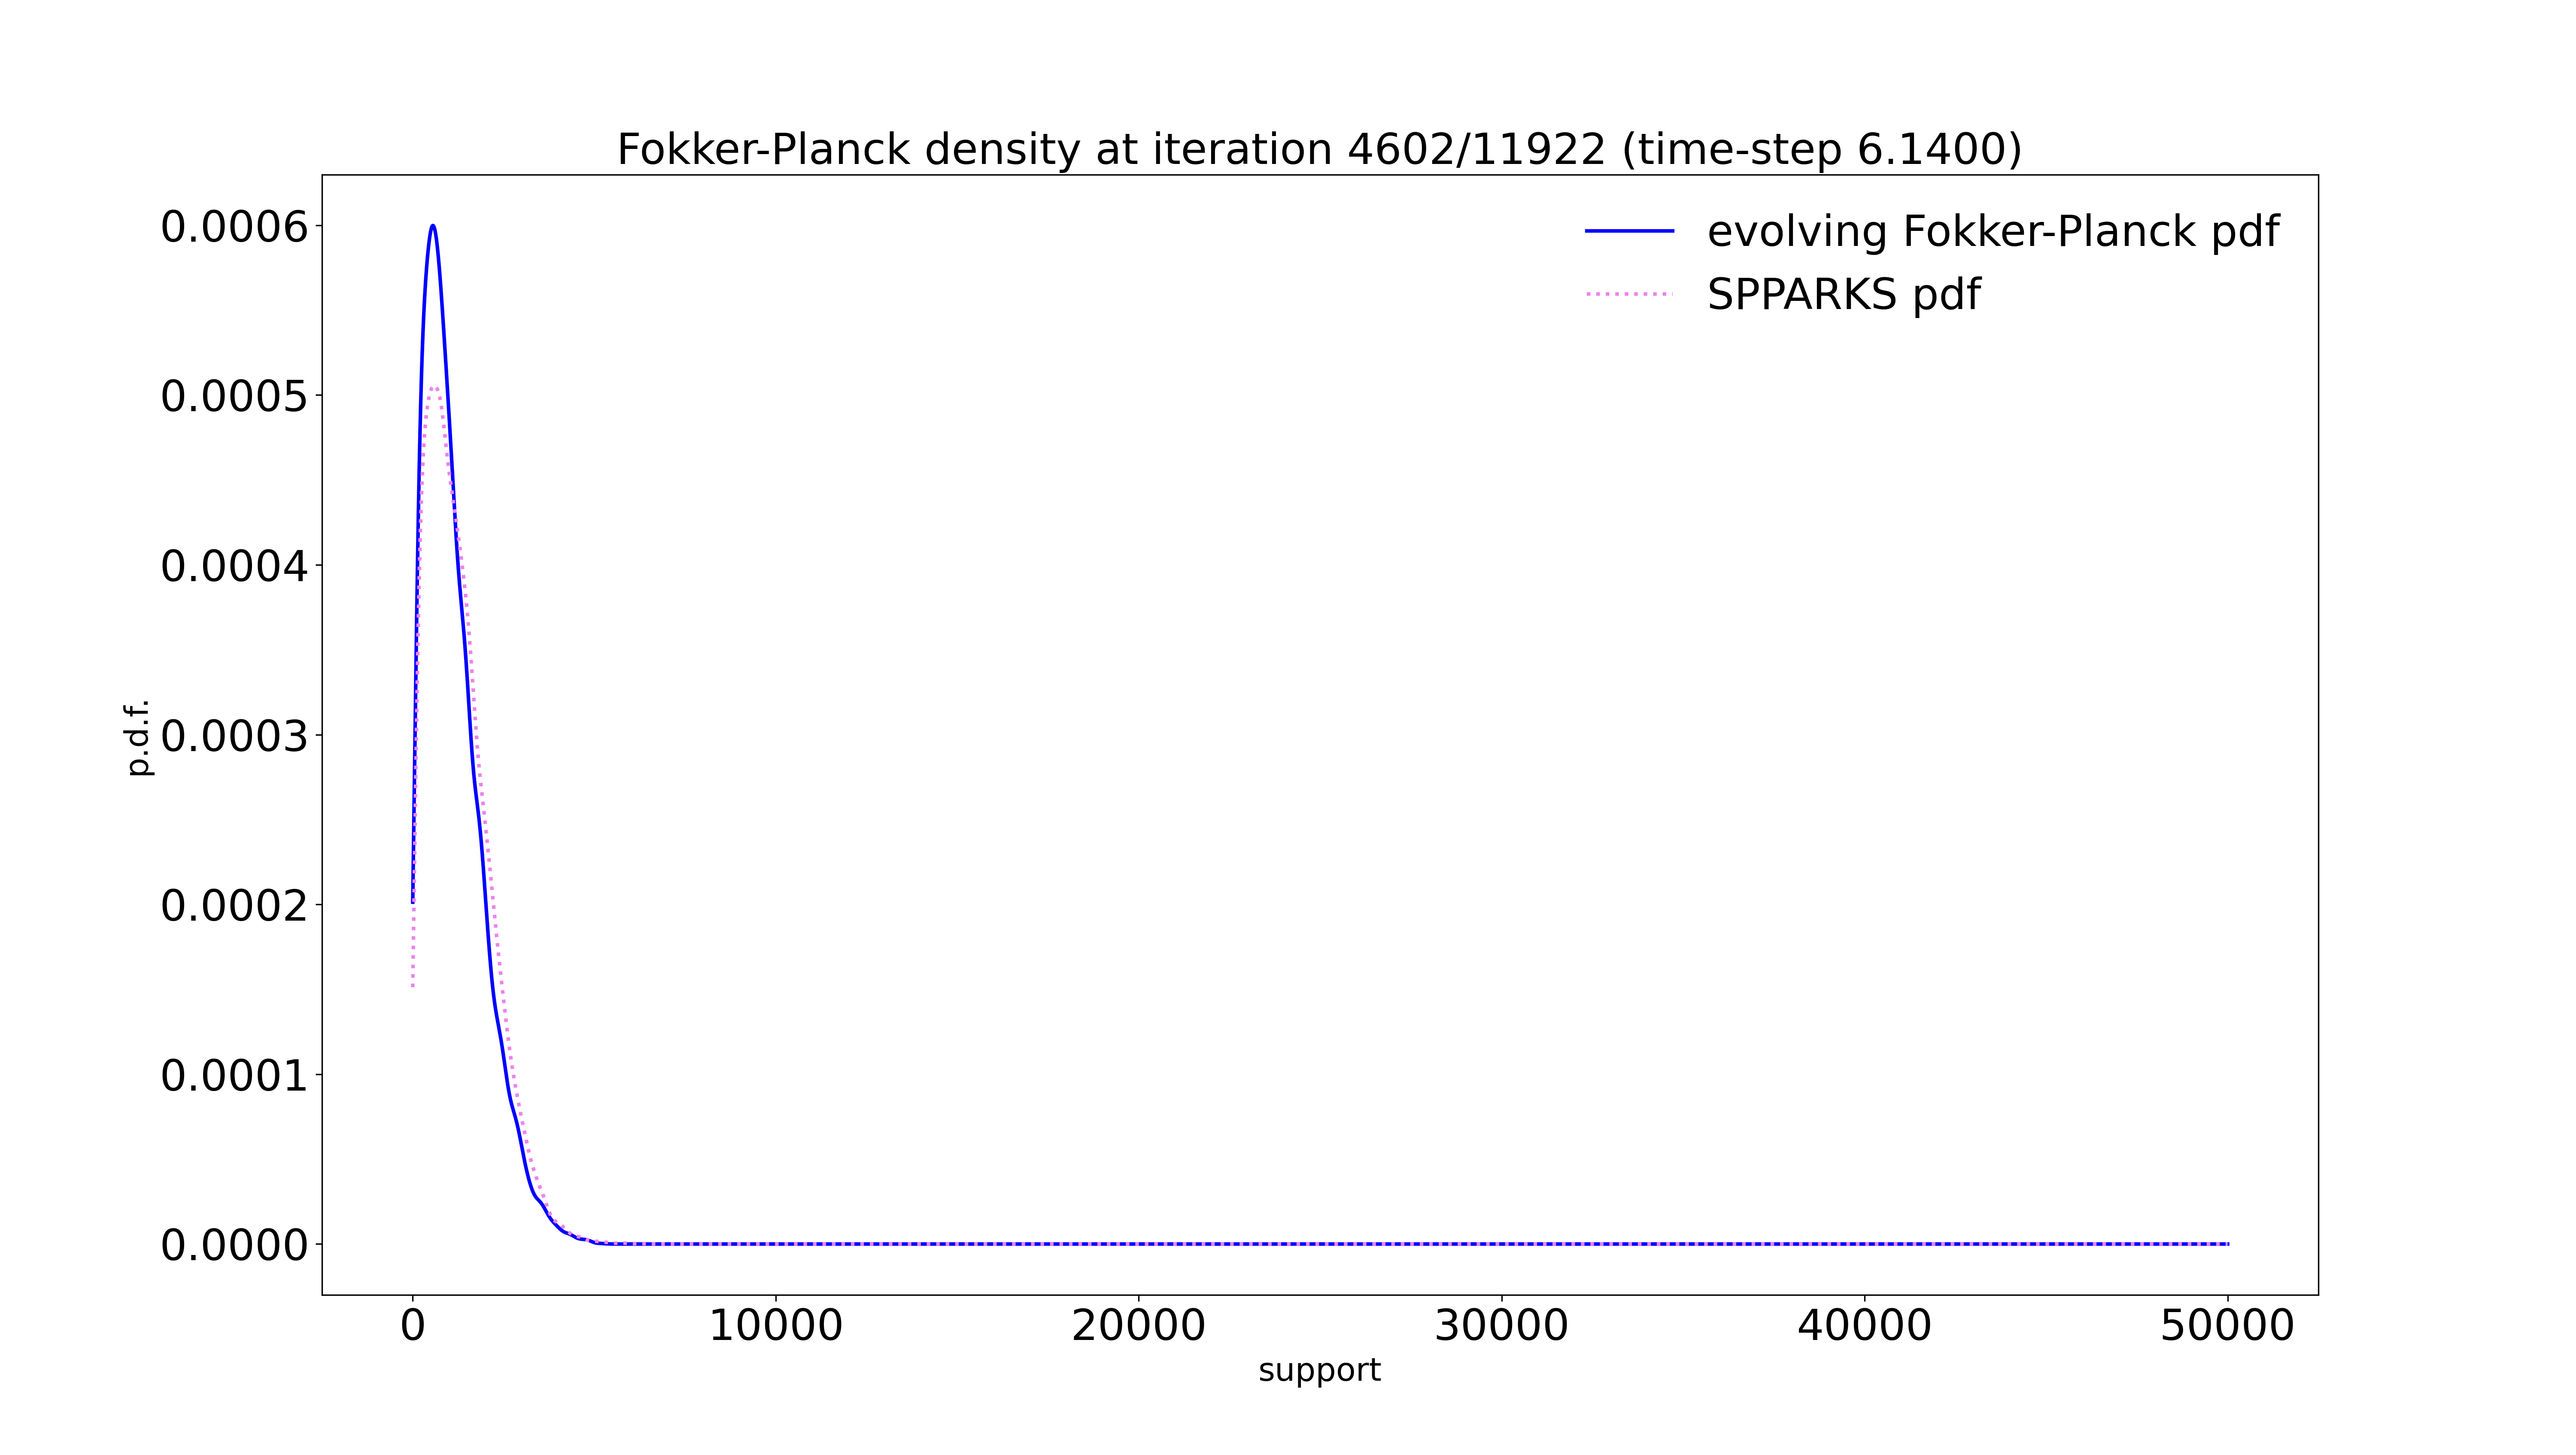 Fokker-Planck density at iteration 4602/11922 (time-step 6.1400)
evolving Fokker-Planck pdf
SPPARKS pdf
p.d.f.
0.0006
0.0005
0.0004
0.0003
0.0002
0.0001
0.0000
0 10000 20000 30000 40000 50000
support